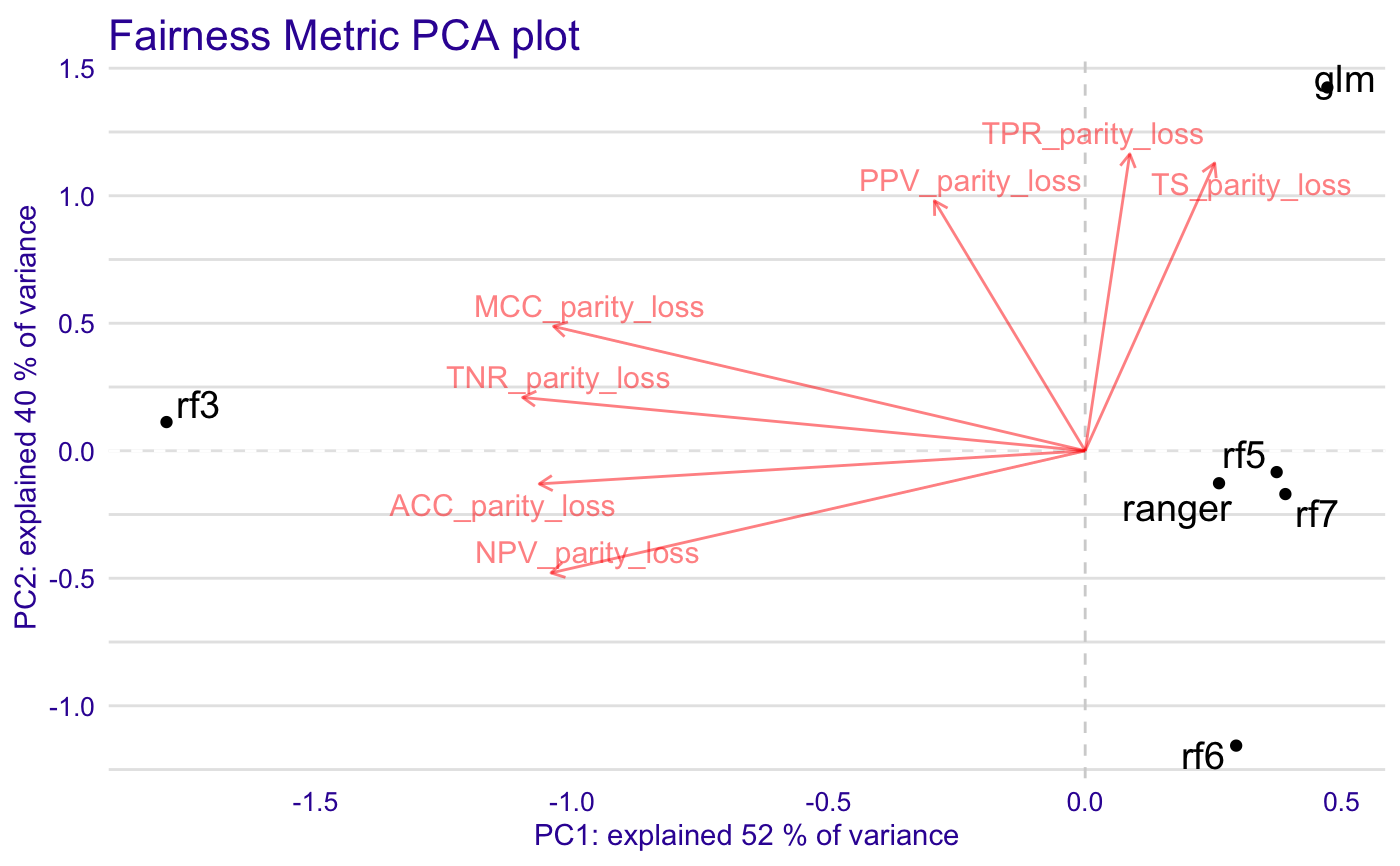 Fairness Metric PCA plot
1.5
glm
TPR_parity_loss
PPV_parity_loss
TS_parity_loss
1.0
MCC_parity_loss
0.5
TNR_parity_loss
rf3
0.0
rf5
ranger
rf7
ACC_parity_loss
NPV_parity_loss
-0.5
-1.0
rf6
PC2: explained 40 % of variance
-1.5 -1.0 -0.5 0.0 0.5
PC1: explained 52 % of variance